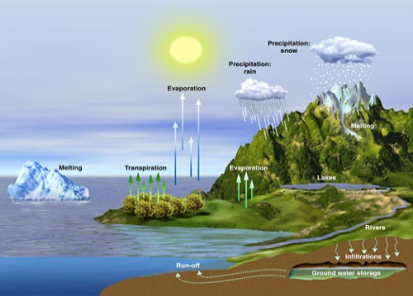 Precipitation:
snow
Precipitation:
rain
Evaporation
Melting
Melting
Transpiration
Evaporation
Lakes
Rivers
Infiltrations
Run-off
Ground water storage